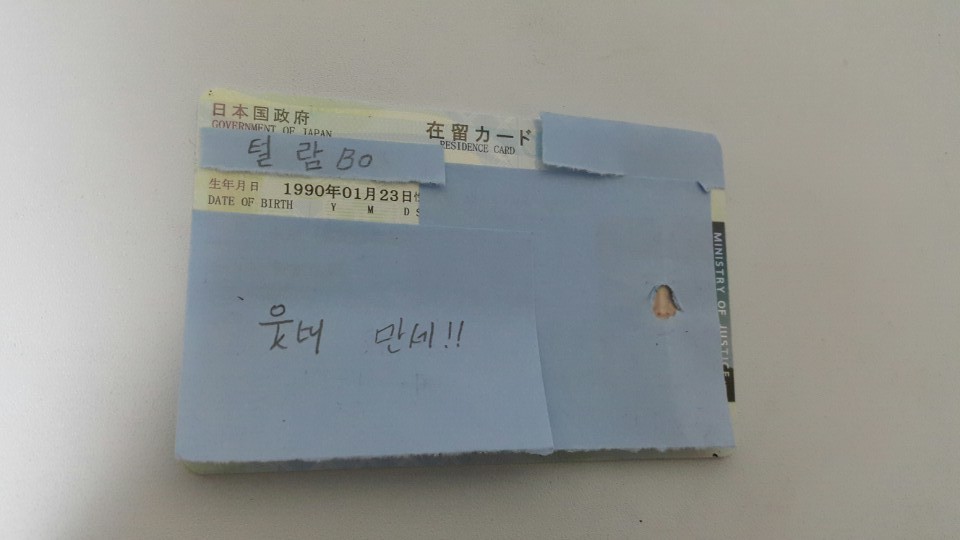 日本国政府
GOVERNMENT OF JAPAN
在留カード
RESIDENCE CARD
털 람 BO
生年月日 1990年01月23日
DATE OF BIRTH Y M D
웃대 만세!!
MINISTRY OF JUSTICE